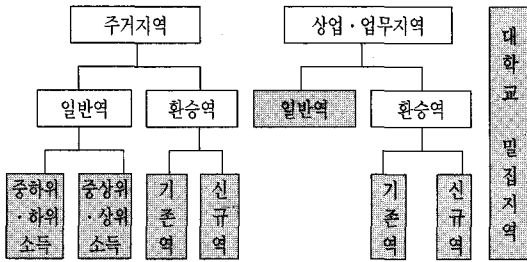 주거지역
상업·업무지역
일반역
환승역
일반역
환승역
중하위
·하위
소득
중상위
·상위
소득
기존역
신규역
기존역
신규역
대학교 밀집지역